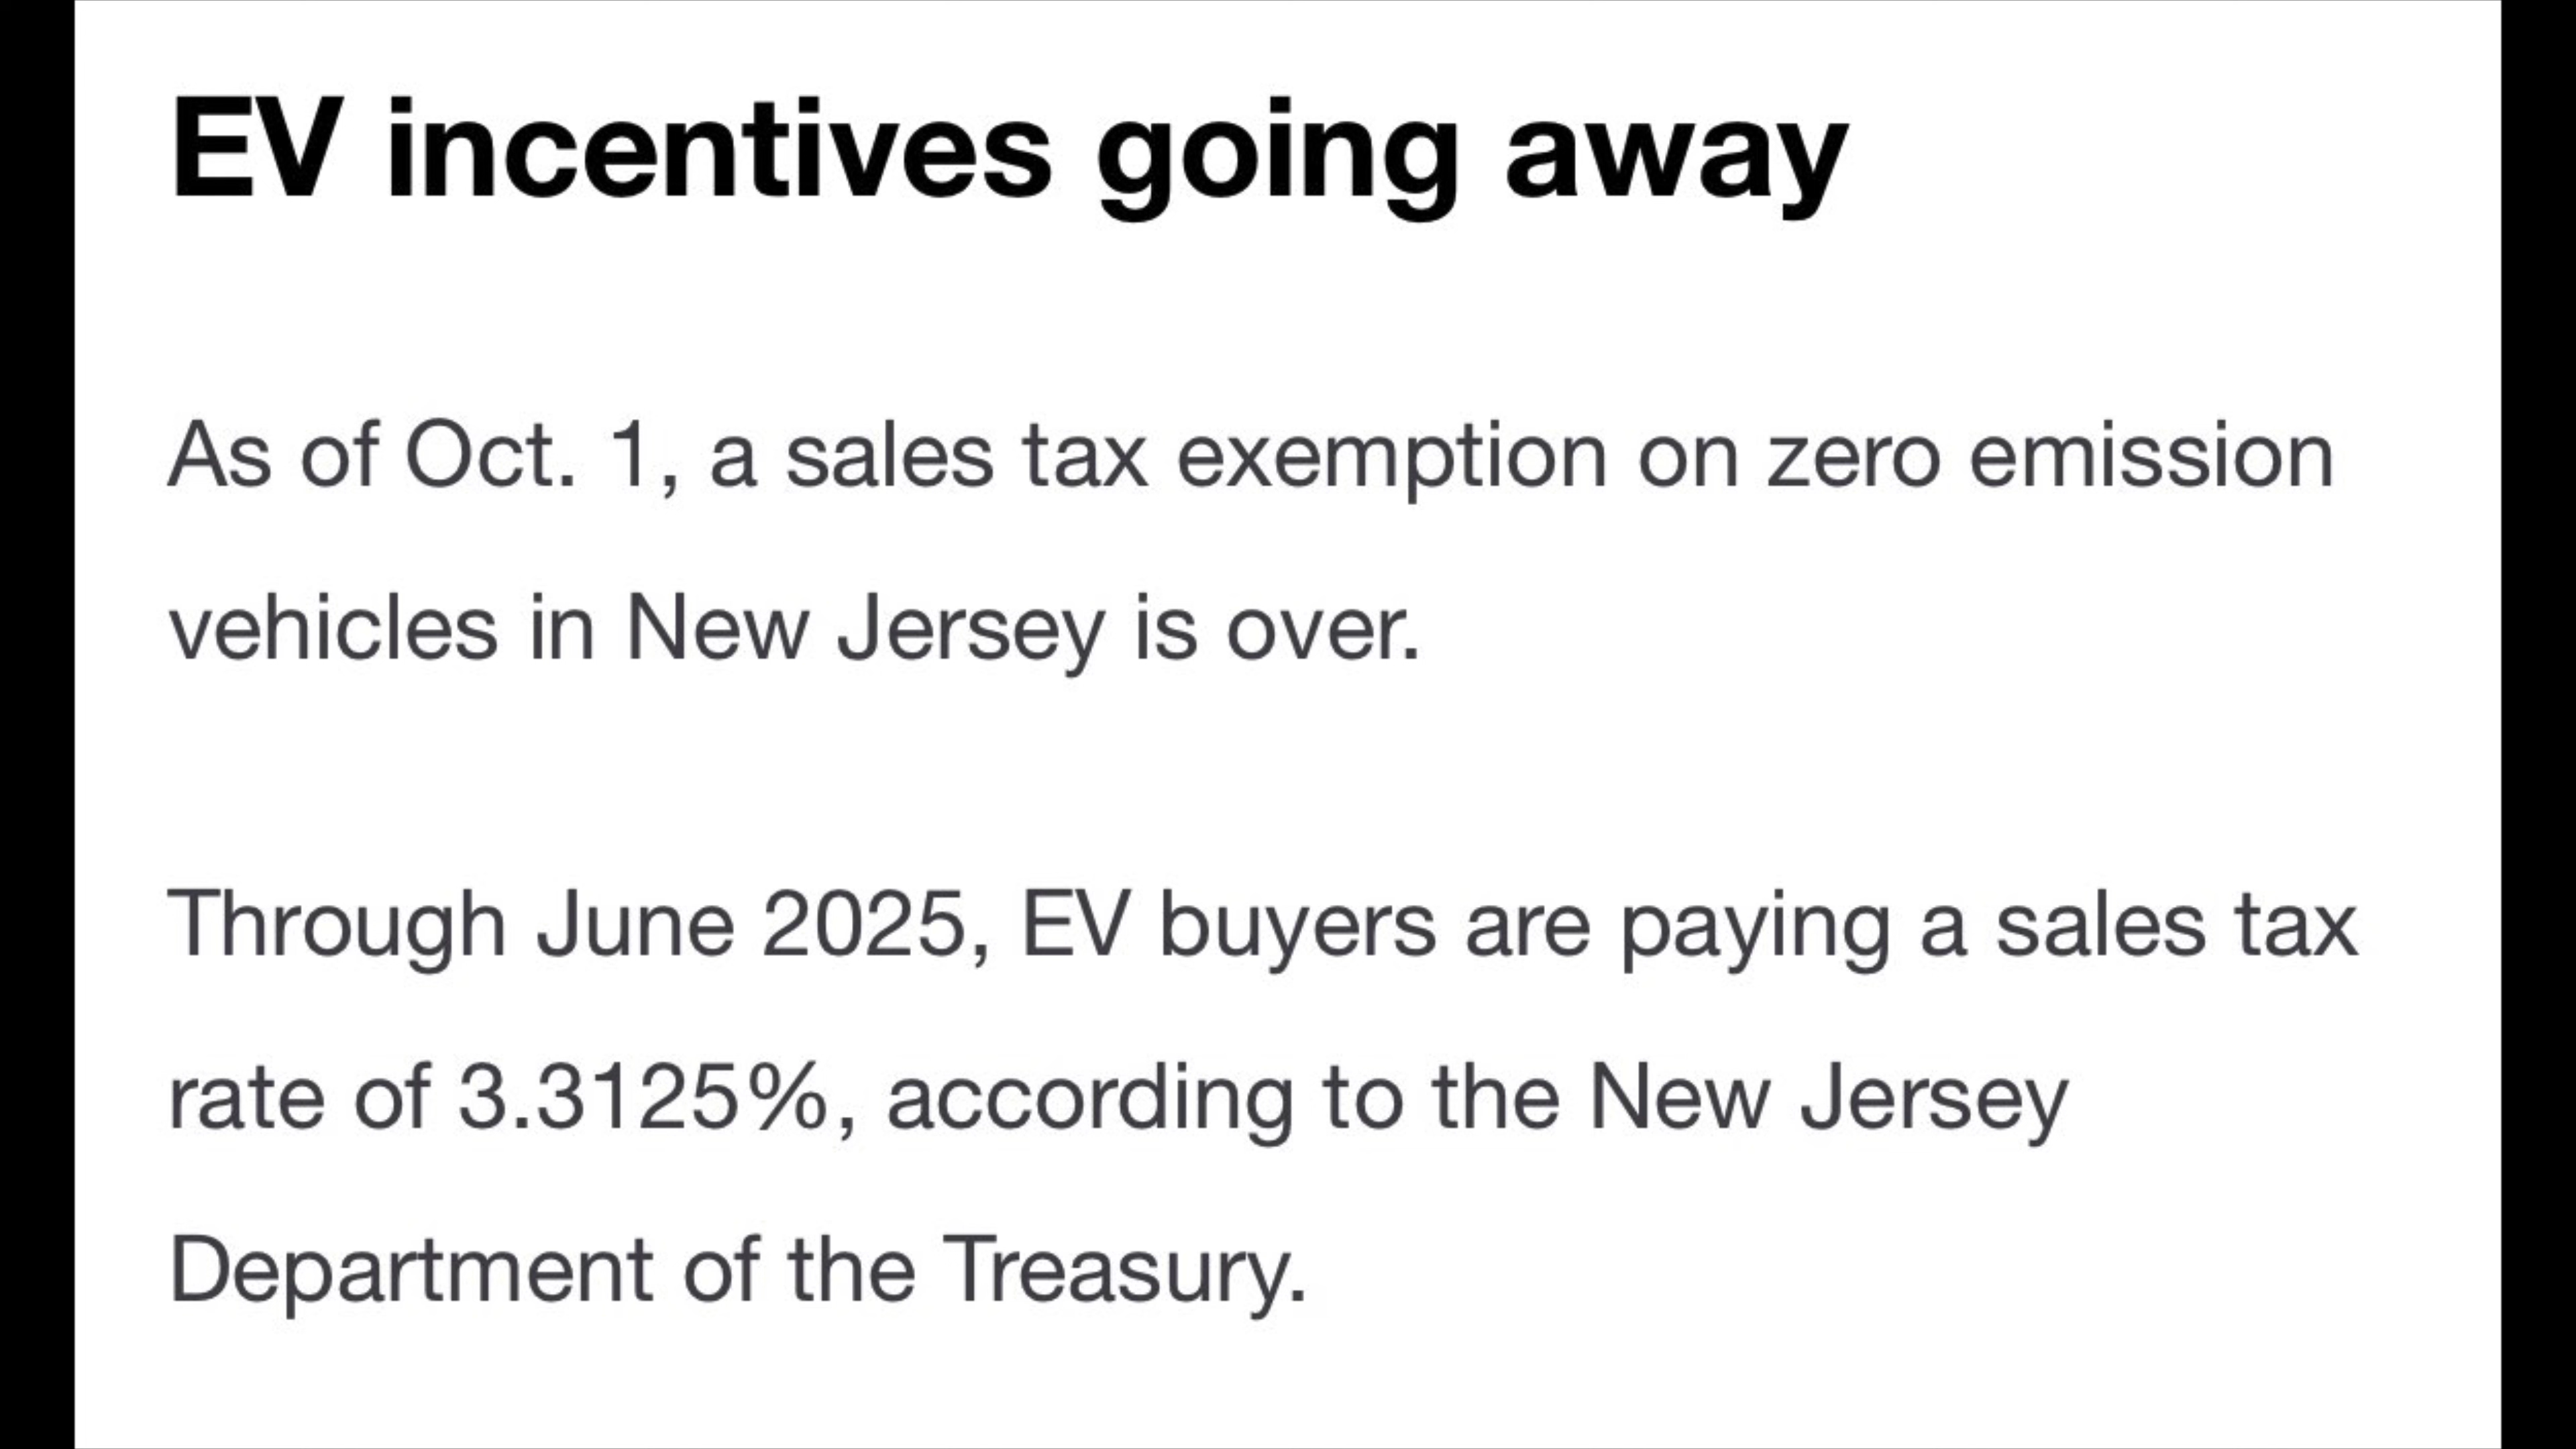 EV incentives going away
As of Oct. 1, a sales tax exemption on zero emission
vehicles in New Jersey is over.
Through June 2025, EV buyers are paying a sales tax
rate of 3.3125%, according to the New Jersey
Department of the Treasury.